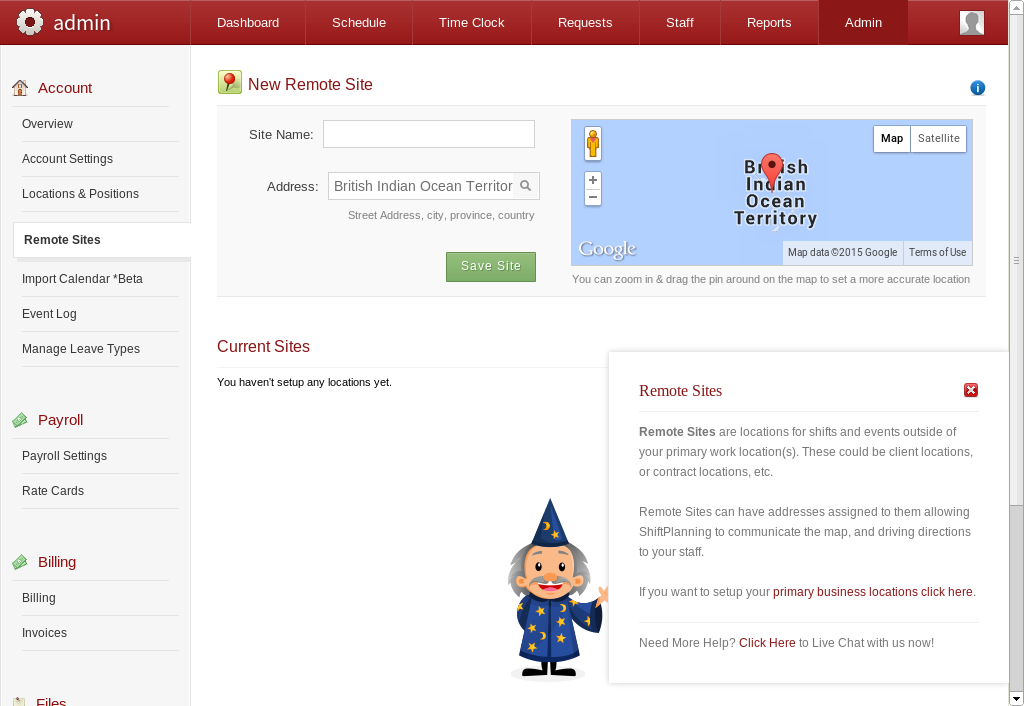 admin
Dashboard
Schedule
Time Clock
Requests
Staff
Reports
Admin
Account
Overview
Account Settings
Locations & Positions
Remote Sites
Import Calendar *Beta
Event Log
Manage Leave Types
Payroll
Payroll Settings
Rate Cards
Billing
Billing
Invoices
Files
New Remote Site
Site Name:
Address:
British Indian Ocean Territor
Street Address, city, province, country
Save Site
Map
Satellite
British
Indian
Ocean
Territory
Google
Map data ©2015 Google
Terms of Use
You can zoom in & drag the pin around on the map to set a more accurate location
Current Sites
You haven't setup any locations yet.
Remote Sites
Remote Sites are locations for shifts and events outside of
your primary work location(s). These could be client locations,
or contract locations, etc.
Remote Sites can have addresses assigned to them allowing
ShiftPlanning to communicate the map, and driving directions
to your staff.
If you want to setup your primary business locations click here.
Need More Help? Click Here to Live Chat with us now!